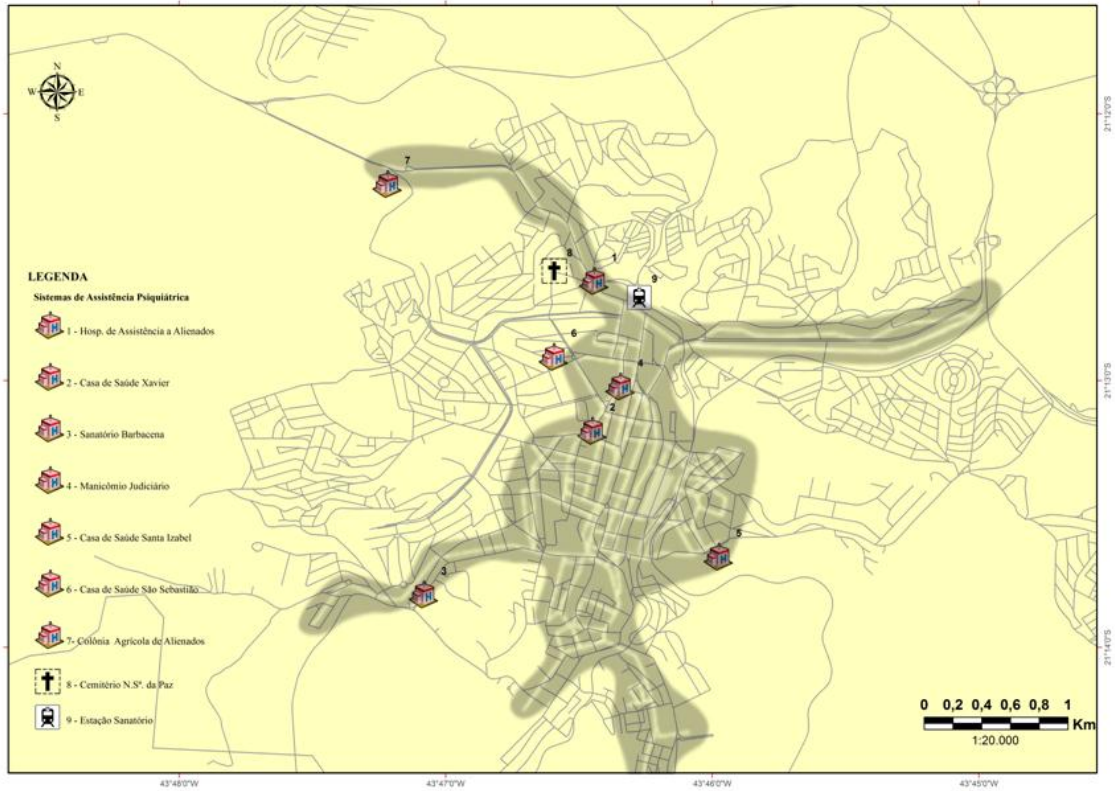 N
W E
S
7
8
1
9
6
4
2
5
3
LEGENDA
Sistemas de Assistência Psiquiátrica
1 - Hosp. de Assistência a Alienados
2 - Casa de Saúde Xavier
3 - Sanatório Barbacena
4 - Manicômio Judiciário
5 - Casa de Saúde Santa Izabel
6 - Casa de Saúde São Sebastião
7- Colônia Agrícola de Alienados
8 - Cemitério N.Sª. da Paz
9 - Estação Sanatório
0 0,2 0,4 0,6 0,8 1
Km
1:20.000
21°12'0"S
21°13'0"S
21°14'0"S
43°48'0"W 43°47'0"W 43°46'0"W 43°45'0"W